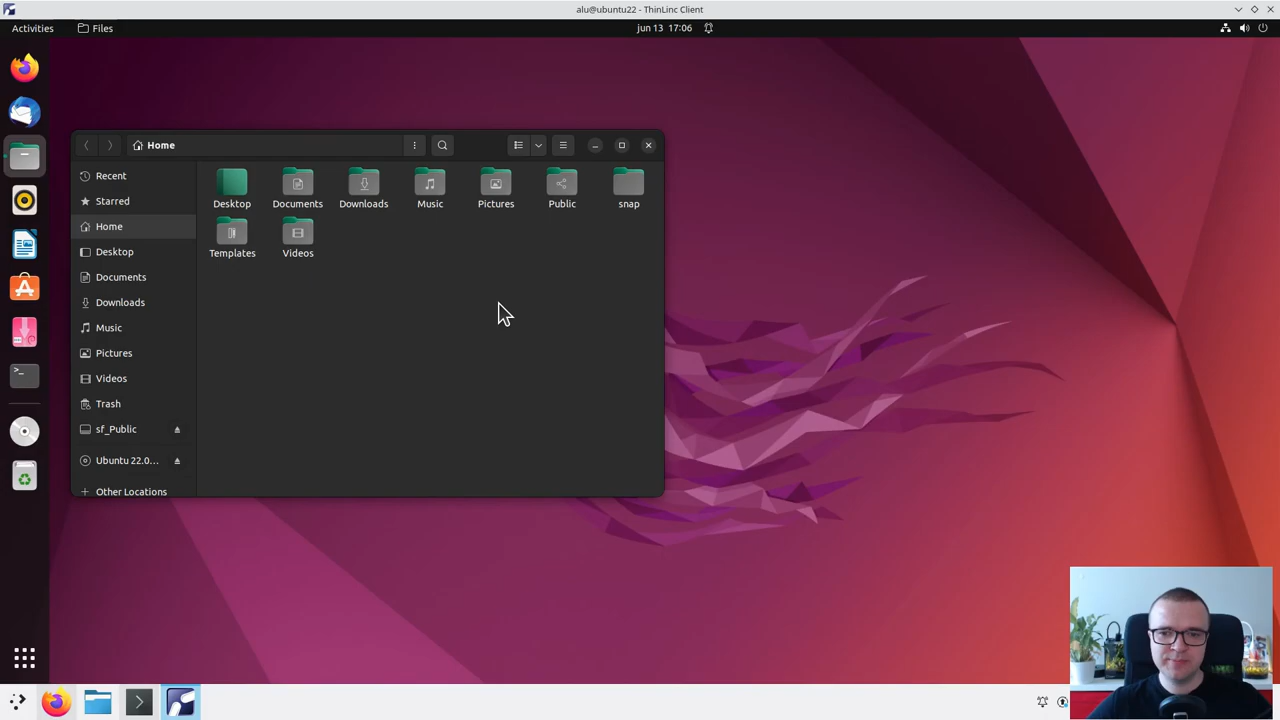 alu@ubuntu22 - ThinLinc Client
Activities
Files
jun 13 17:06
Home
Recent
Starred
Home
Desktop
Documents
Downloads
Music
Pictures
Videos
Trash
sf_Public
Ubuntu 22.0...
Other Locations
Desktop
Documents
Downloads
Music
Pictures
Public
snap
Templates
Videos